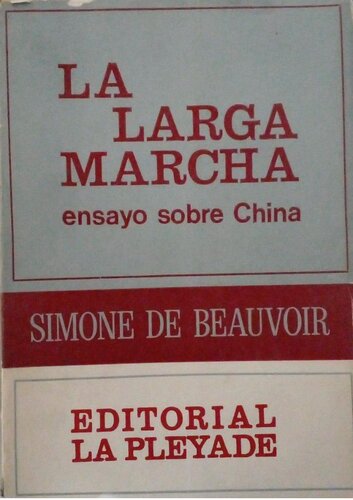 LA
LARGA
MARCHA
ensayo sobre China
SIMONE DE BEAUVOIR
EDITORIAL
LA PLEYADE